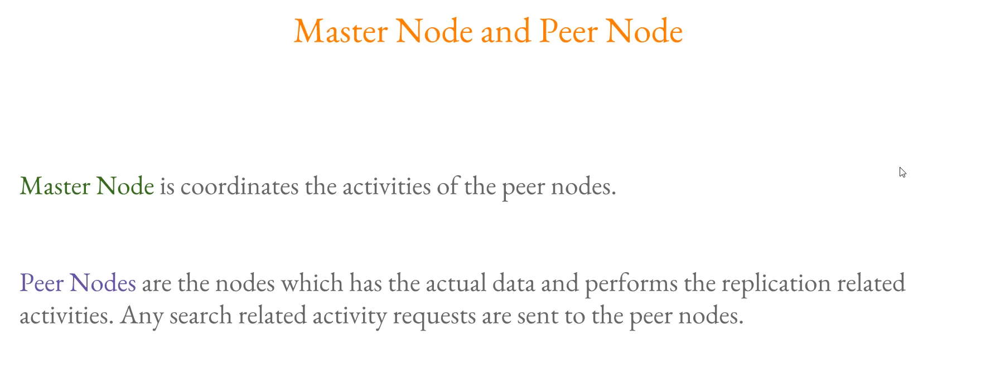 Master Node and Peer Node
Master Node is coordinates the activities of the peer nodes.
Peer Nodes are the nodes which has the actual data and performs the replication related
activities. Any search related activity requests are sent to the peer nodes.